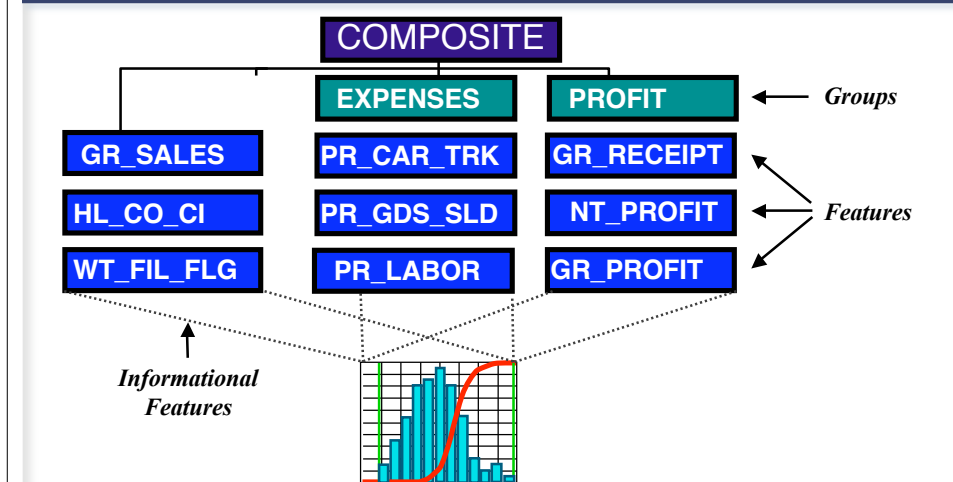 COMPOSITE
EXPENSES
PROFIT
Groups
GR_SALES
PR_CAR_TRK
GR_RECEIPT
HL_CO_CI
PR_GDS_SLD
NT_PROFIT
Features
WT_FIL_FLG
PR_LABOR
GR_PROFIT
Informational
Features